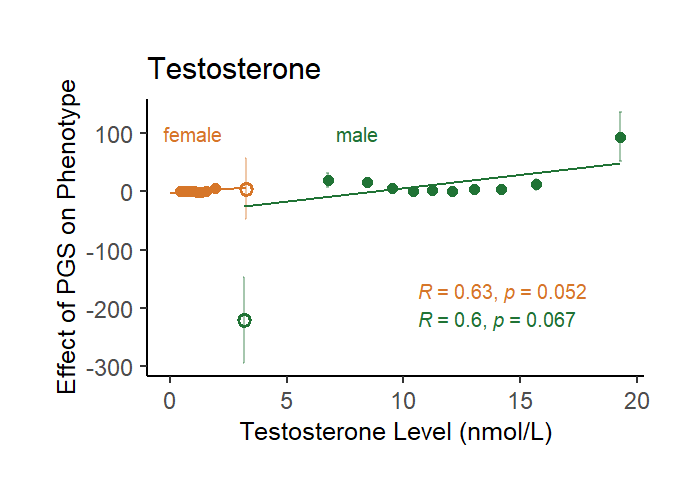 Testosterone
Effect of PGS on Phenotype
female
male
100
0
-100
-200
-300
R = 0.63, p = 0.052
R = 0.6, p = 0.067
0 5 10 15 20
Testosterone Level (nmol/L)